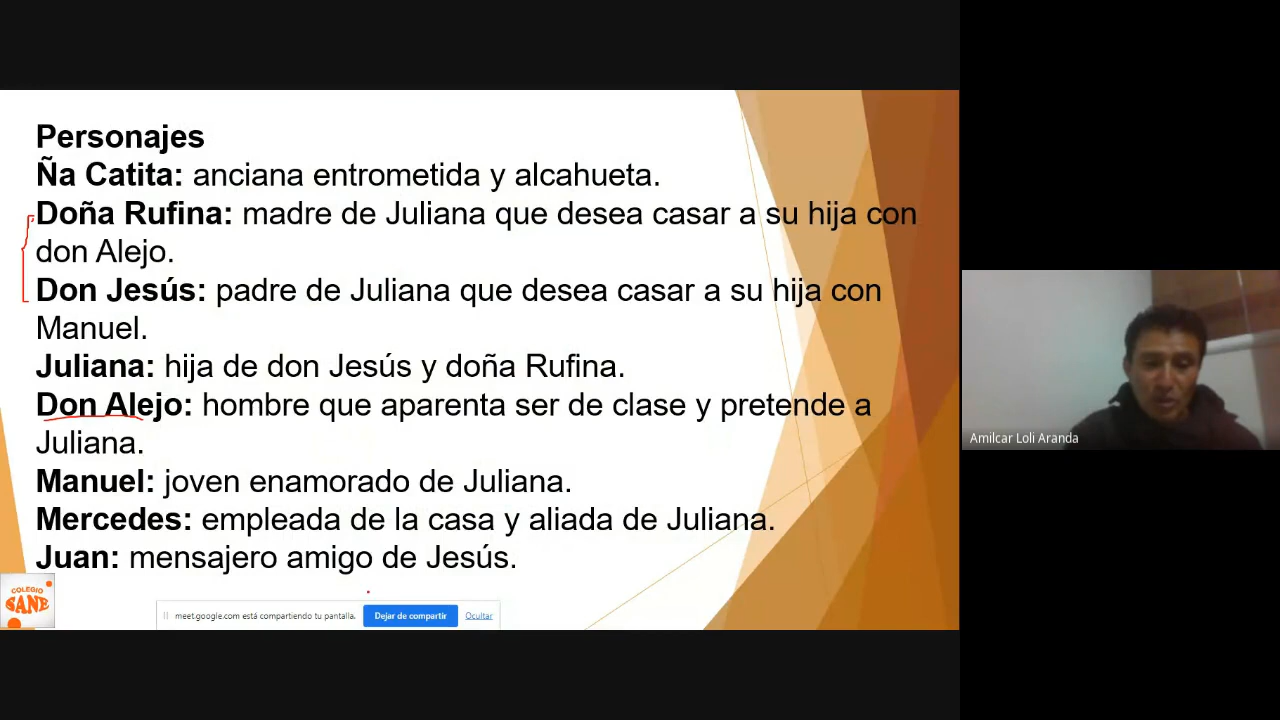 Personajes
Ña Catita: anciana entrometida y alcahueta.
Doña Rufina: madre de Juliana que desea casar a su hija con
don Alejo.
Don Jesús: padre de Juliana que desea casar a su hija con
Manuel.
Juliana: hija de don Jesús y doña Rufina.
Don Alejo: hombre que aparenta ser de clase y pretende a
Juliana.
Manuel: joven enamorado de Juliana.
Mercedes: empleada de la casa y aliada de Juliana.
Juan: mensajero amigo de Jesús.
COLEGIO
SANE
meet.google.com está compartiendo tu pantalla. Dejar de compartir Ocultar
Amilcar Loli Aranda